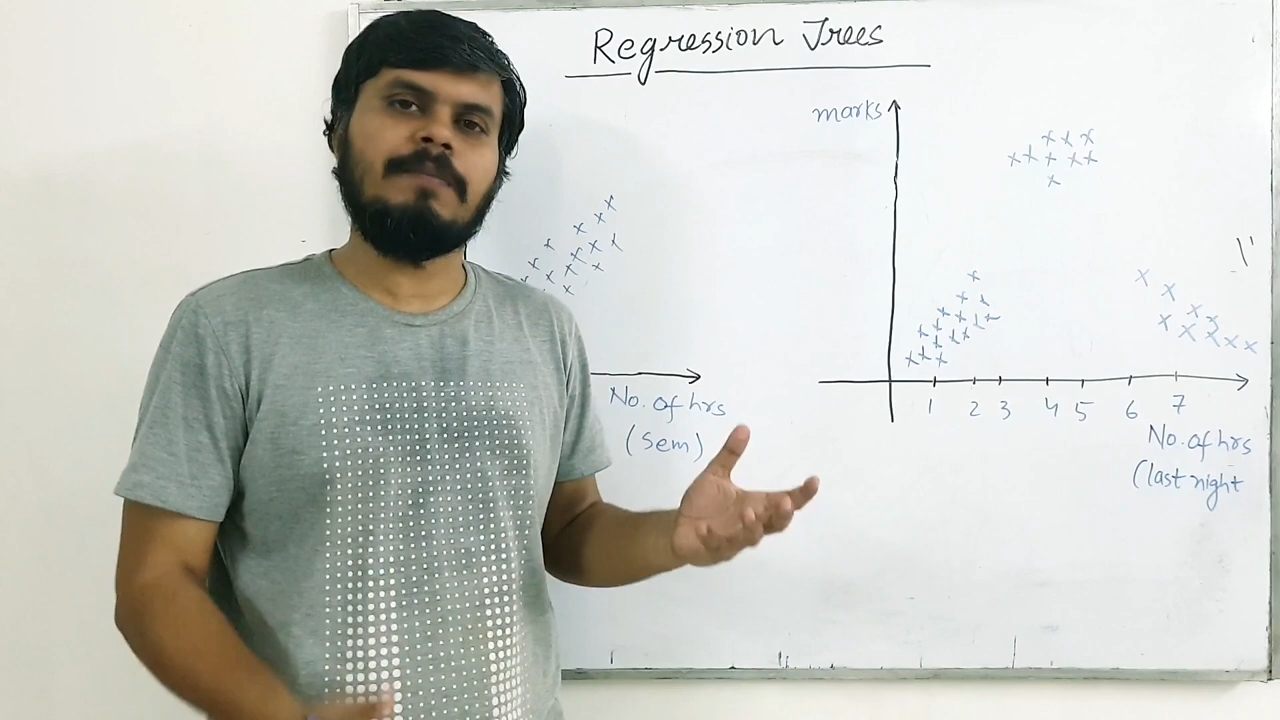 Regression Trees
marks
No. of hrs
(sem)
1 2 3 4 5 6 7
No. of hrs
(last night